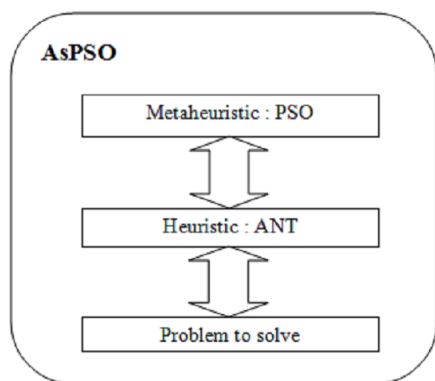 AsPSO
Metaheuristic : PSO
Heuristic : ANT
Problem to solve